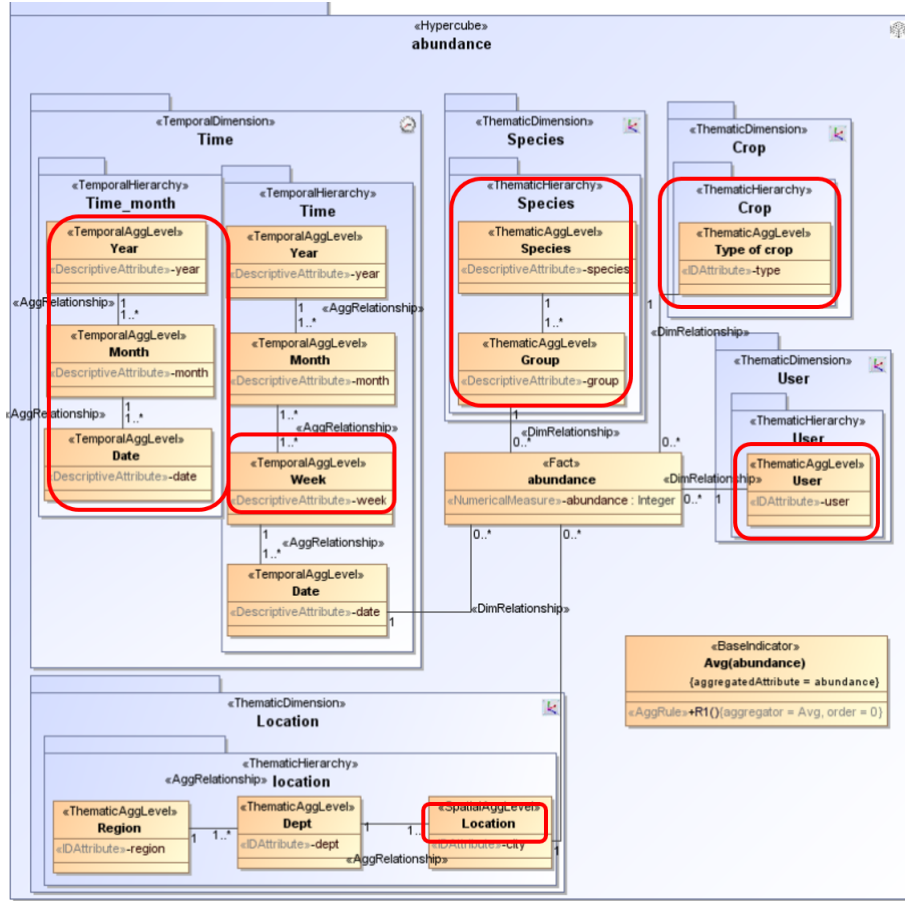 «Hypercube»
abundance
«TemporalDimension»
Time
«TemporalHierarchy»
Time_month
«TemporalAggLevel»
Year
«DescriptiveAttribute»-year
«AggRelationship»
1
1..*
«TemporalAggLevel»
Month
«DescriptiveAttribute»-month
«AggRelationship»
1
1..*
«TemporalAggLevel»
Date
«DescriptiveAttribute»-date
«TemporalHierarchy»
Time
«TemporalAggLevel»
Year
«DescriptiveAttribute»-year
1
«AggRelationship»
1..*
«TemporalAggLevel»
Month
«DescriptiveAttribute»-month
1..*
«AggRelationship»
1..*
«TemporalAggLevel»
Week
«DescriptiveAttribute»-week
1
«AggRelationship»
1..*
«TemporalAggLevel»
Date
«DescriptiveAttribute»-date
1
«ThematicDimension»
Species
«ThematicHierarchy»
Species
«ThematicAggLevel»
Species
«DescriptiveAttribute»-species
1
1..*
«ThematicAggLevel»
Group
«DescriptiveAttribute»-group
1
«DimRelationship»
0..*
«ThematicDimension»
Crop
«ThematicHierarchy»
Crop
«ThematicAggLevel»
Type of crop
«IDAttribute»-type
1
«DimRelationship»
0..*
«ThematicDimension»
User
«ThematicHierarchy»
User
«ThematicAggLevel»
User
«IDAttribute»-user
«DimRelationship»
0..*
1
«Fact»
abundance
«NumericalMeasure»-abundance : Integer
0..*
0..*
«DimRelationship»
«BaseIndicator»
Avg(abundance)
{aggregatedAttribute = abundance}
«AggRule»+R1(){aggregator = Avg, order = 0}
«ThematicDimension»
Location
«ThematicHierarchy»
location
«AggRelationship»
«ThematicAggLevel»
Region
«IDAttribute»-region
1
1..*
«ThematicAggLevel»
Dept
«IDAttribute»-dept
1
1..
«AggRelationship»
«SpatialAggLevel»
Location
«IDAttribute»-city
1